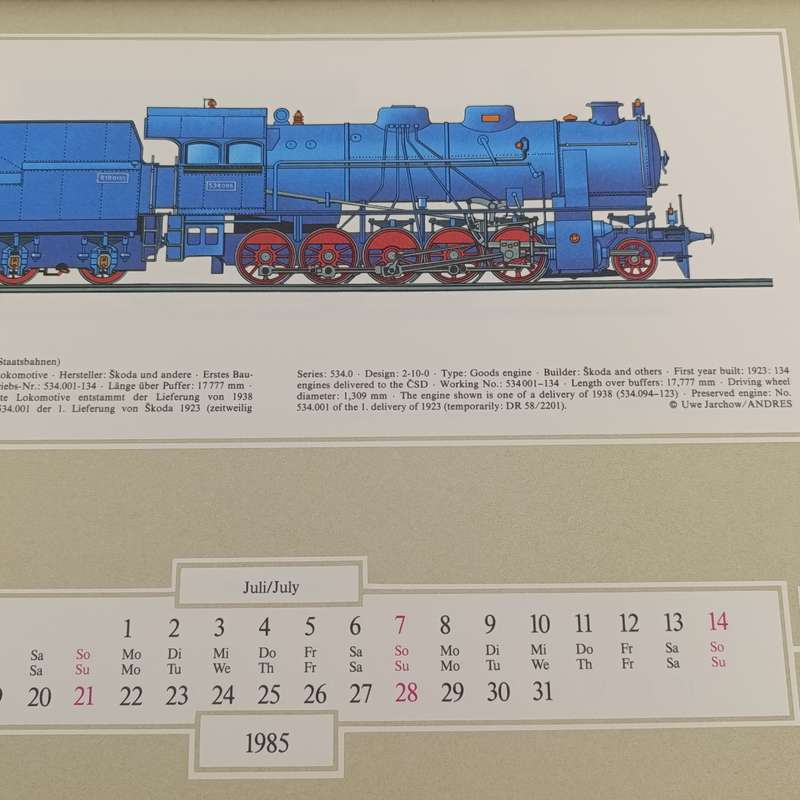 534.096
Staatsbahnen)
Lokomotive · Hersteller: Škoda und andere · Erstes Bau-
riebs-Nr.: 534.001-134 · Länge über Puffer: 17 777 mm ·
te Lokomotive entstammt der Lieferung von 1938
34.001 der 1. Lieferung von Škoda 1923 (zeitweilig
Series: 534.0 · Design: 2-10-0 · Type: Goods engine · Builder: Škoda and others · First year built: 1923: 134
engines delivered to the ČSD · Working No.: 534 001–134 · Length over buffers: 17,777 mm · Driving wheel
diameter: 1,309 mm · The engine shown is one of a delivery of 1938 (534.094–123) · Preserved engine: No.
534.001 of the 1. delivery of 1923 (temporarily: DR 58/2201).
© Uwe Jarchow/ANDRES
Juli/July
1 2 3 4 5 6 7 8 9 10 11 12 13 14
Sa So Mo Di Mi Do Fr Sa So Mo Di Mi Do Fr Sa So
Sa Su Mo Tu We Th Fr Sa Su Mo Tu We Th Fr Sa Su
20 21 22 23 24 25 26 27 28 29 30 31
1985